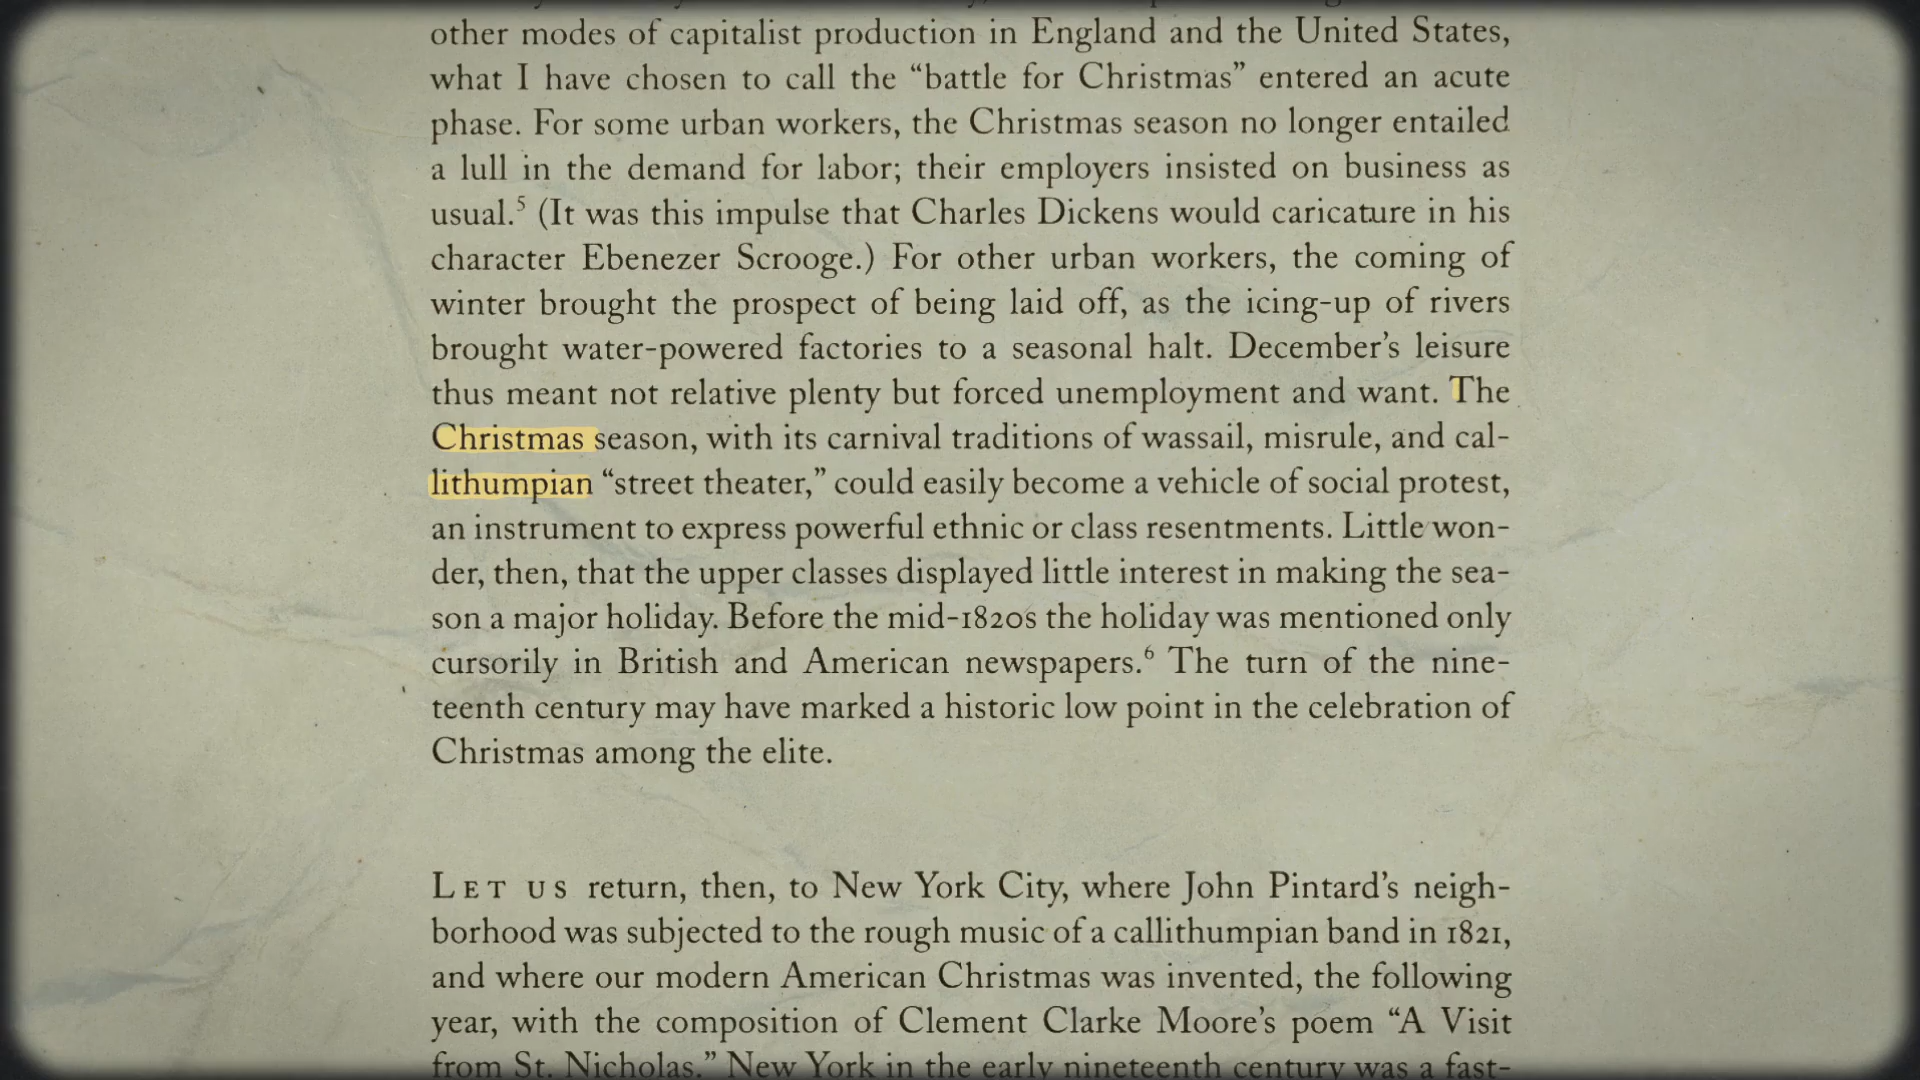 other modes of capitalist production in England and the United States,
what I have chosen to call the “battle for Christmas” entered an acute
phase. For some urban workers, the Christmas season no longer entailed
a lull in the demand for labor; their employers insisted on business as
usual.⁵ (It was this impulse that Charles Dickens would caricature in his
character Ebenezer Scrooge.) For other urban workers, the coming of
winter brought the prospect of being laid off, as the icing-up of rivers
brought water-powered factories to a seasonal halt. December’s leisure
thus meant not relative plenty but forced unemployment and want. The
Christmas season, with its carnival traditions of wassail, misrule, and cal-
lithumpian “street theater,” could easily become a vehicle of social protest,
an instrument to express powerful ethnic or class resentments. Little won-
der, then, that the upper classes displayed little interest in making the sea-
son a major holiday. Before the mid-1820s the holiday was mentioned only
cursorily in British and American newspapers.⁶ The turn of the nine-
teenth century may have marked a historic low point in the celebration of
Christmas among the elite.
LET US return, then, to New York City, where John Pintard’s neigh-
borhood was subjected to the rough music of a callithumpian band in 1821,
and where our modern American Christmas was invented, the following
year, with the composition of Clement Clarke Moore’s poem “A Visit
from St. Nicholas.” New York in the early nineteenth century was a fast-